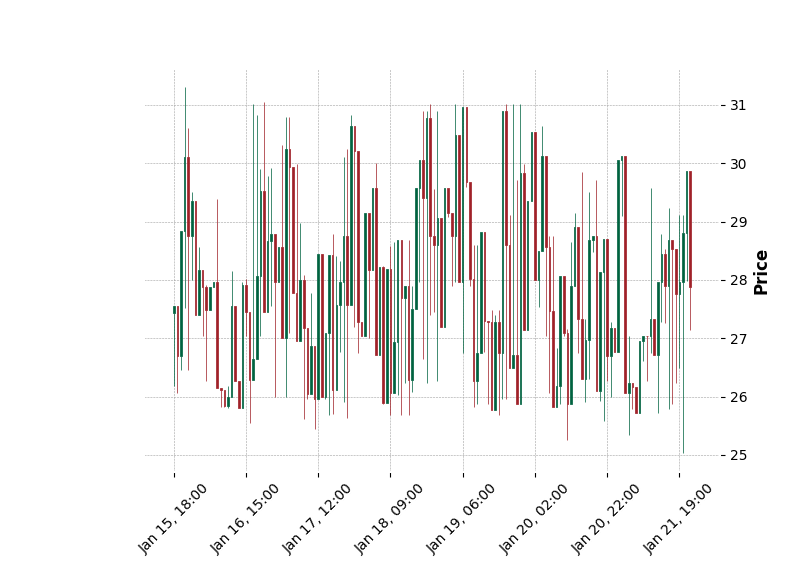 31
30
29
28
27
26
25
Price
Jan 15, 18:00
Jan 16, 15:00
Jan 17, 12:00
Jan 18, 09:00
Jan 19, 06:00
Jan 20, 02:00
Jan 20, 22:00
Jan 21, 19:00